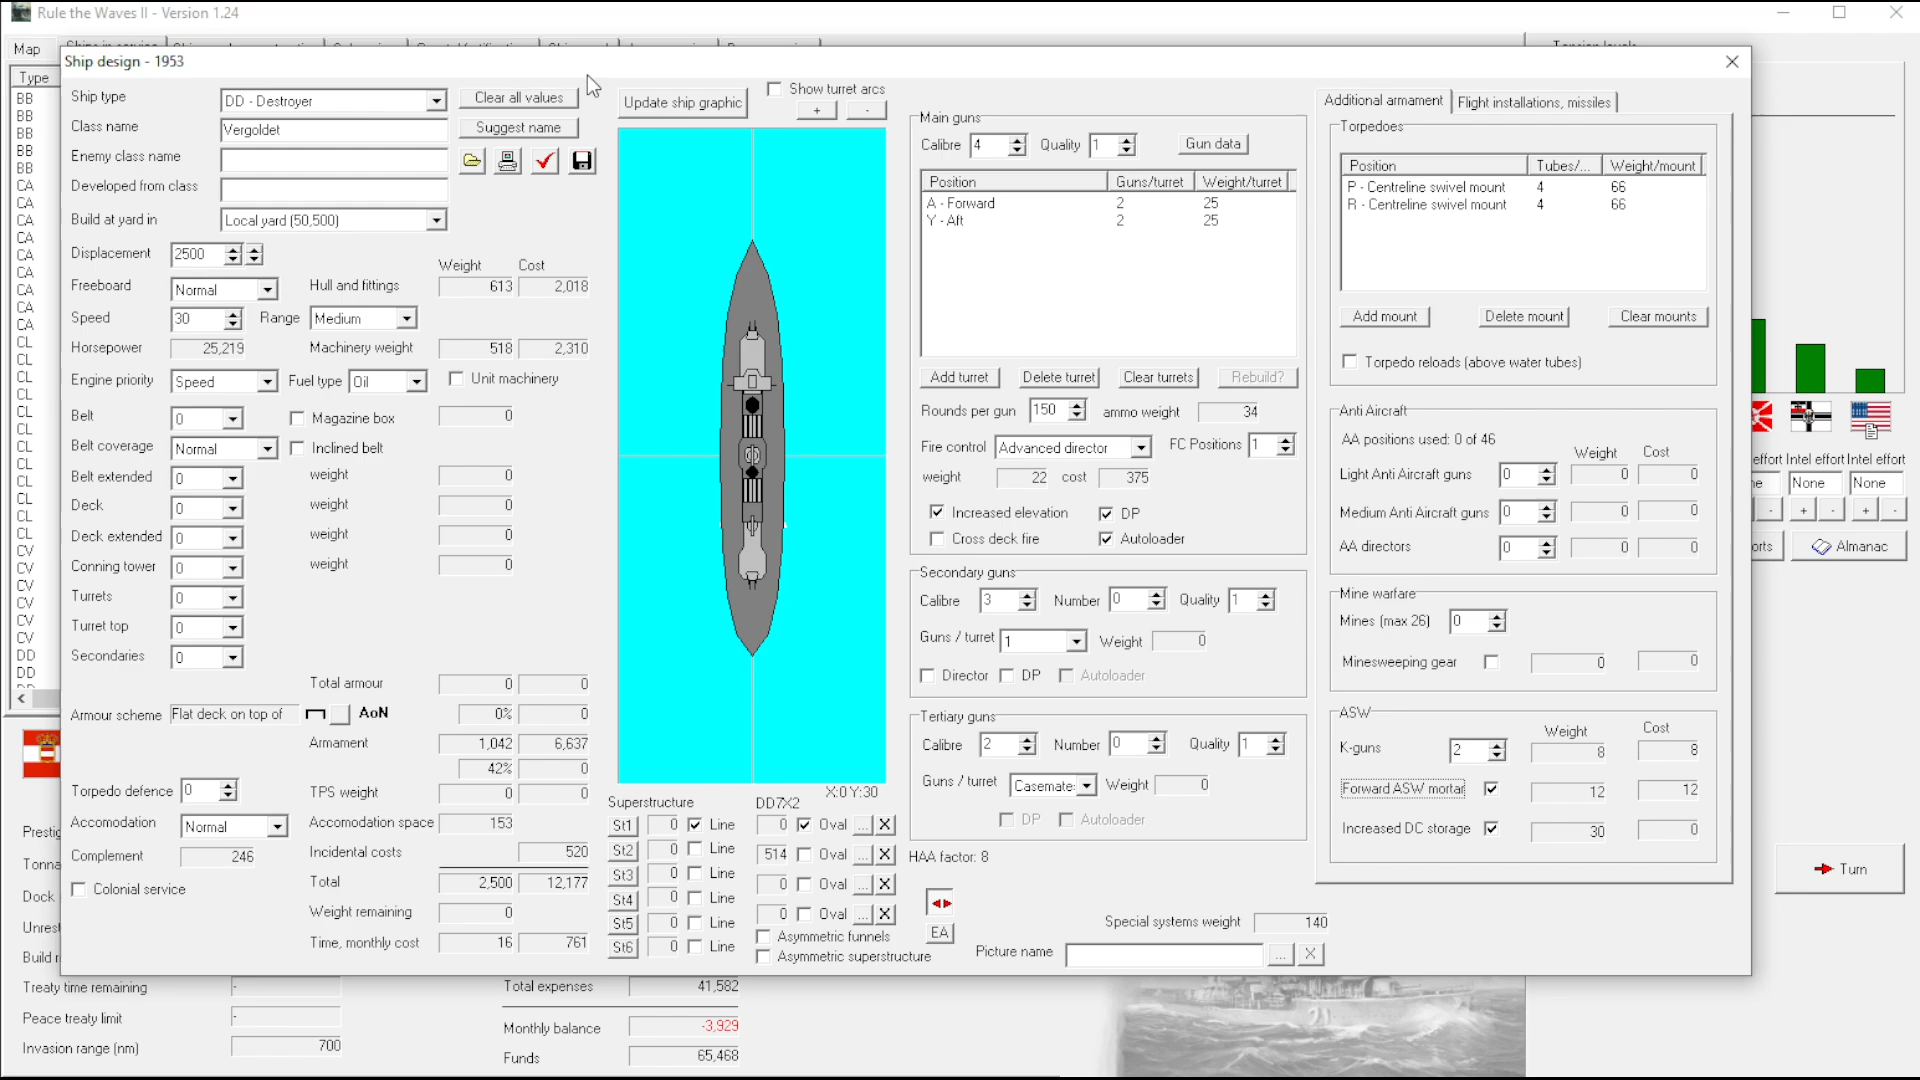 Rule the Waves II - Version 1.24
Map
Ship design - 1953
Type
BB
BB
BB
BB
BB
CA
CA
CA
CA
CA
CA
CA
CA
CA
CL
CL
CL
CL
CL
CL
CL
CL
CL
CL
CL
CL
CV
CV
CV
CV
CV
DD
DD
Ship type
DD - Destroyer
Clear all values
Class name
Vergoldet
Suggest name
Enemy class name
Developed from class
Build at yard in
Local yard (50,500)
Displacement
2500
Weight Cost
Freeboard
Normal
Hull and fittings
613 2,018
Speed
30
Range
Medium
Horsepower
25,219
Machinery weight
518 2,310
Engine priority
Speed
Fuel type
Oil
Unit machinery
Belt
0
Magazine box
0
Belt coverage
Normal
Inclined belt
Belt extended
0
weight
0
Deck
0
weight
0
Deck extended
0
weight
0
Conning tower
0
weight
0
Turrets
0
Turret top
0
Secondaries
0
Total armour
0 0
Armour scheme
Flat deck on top of
AoN
0% 0
Armament
1,042 6,637
42% 0
Torpedo defence
0
TPS weight
0 0
Accomodation
Normal
Accomodation space
153
Complement
246
Incidental costs
520
Colonial service
Total
2,500 12,177
Weight remaining
0
Time, monthly cost
16 761
Update ship graphic
Show turret arcs
+ -
X:0 Y:30
Superstructure
DD7X2
St1 0 Line 0 Oval ... X
St2 0 Line 514 Oval ... X
St3 0 Line 0 Oval ... X
St4 0 Line 0 Oval ... X
St5 0 Line
St6 0 Line
Asymmetric funnels
Asymmetric superstructure
Main guns
Calibre 4 Quality 1 Gun data
Position Guns/turret Weight/turret
A - Forward 2 25
Y - Aft 2 25
Add turret Delete turret Clear turrets Rebuild?
Rounds per gun 150 ammo weight 34
Fire control Advanced director FC Positions 1
weight 22 cost 375
Increased elevation DP
Cross deck fire Autoloader
Secondary guns
Calibre 3 Number 0 Quality 1
Guns / turret 1 Weight 0
Director DP Autoloader
Tertiary guns
Calibre 2 Number 0 Quality 1
Guns / turret Casemate: Weight 0
DP Autoloader
HAA factor: 8
EA
Special systems weight 140
Picture name ... X
Additional armament
Flight installations, missiles
Torpedoes
Position Tubes/... Weight/mount
P - Centreline swivel mount 4 66
R - Centreline swivel mount 4 66
Add mount Delete mount Clear mounts
Torpedo reloads (above water tubes)
Anti Aircraft
AA positions used: 0 of 46
Weight Cost
Light Anti Aircraft guns 0 0 0
Medium Anti Aircraft guns 0 0 0
AA directors 0 0 0
Mine warfare
Mines (max 26) 0
Minesweeping gear 0 0
ASW
Weight Cost
K-guns 2 8 8
Forward ASW mortar 12 12
Increased DC storage 30 0
effort Intel effort Intel effort
None None
- + - + -
Almanac
Turn
Dock
Treaty time remaining
-
Peace treaty limit
-
Invasion range (nm)
700
Total expenses
41,582
Monthly balance
-3,929
Funds
65,468